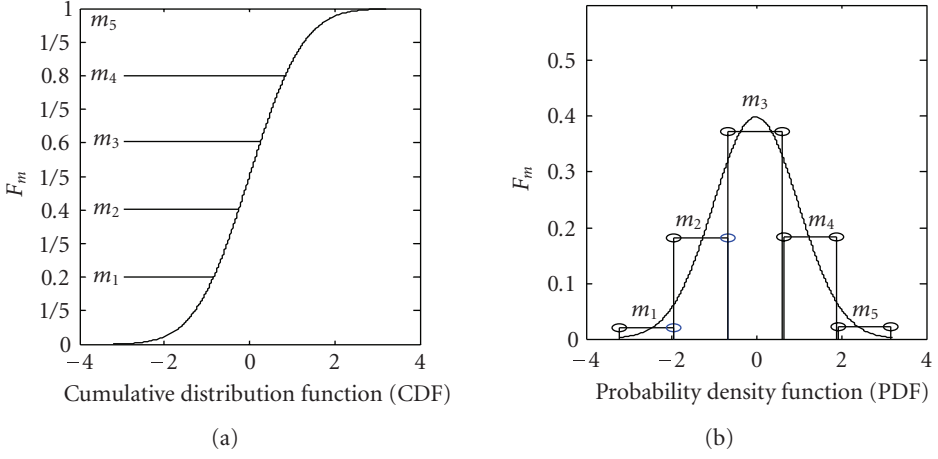 1
m5
1/5
0.8
m4
1/5
0.6
m3
1/5
0.4
m2
1/5
0.2
m1
1/5
0
Fm
−4
−2
0
2
4
Cumulative distribution function (CDF)
(a)
0.5
0.4
0.3
0.2
0.1
0
Fm
m1
m2
m3
m4
m5
−4
−2
0
2
4
Probability density function (PDF)
(b)